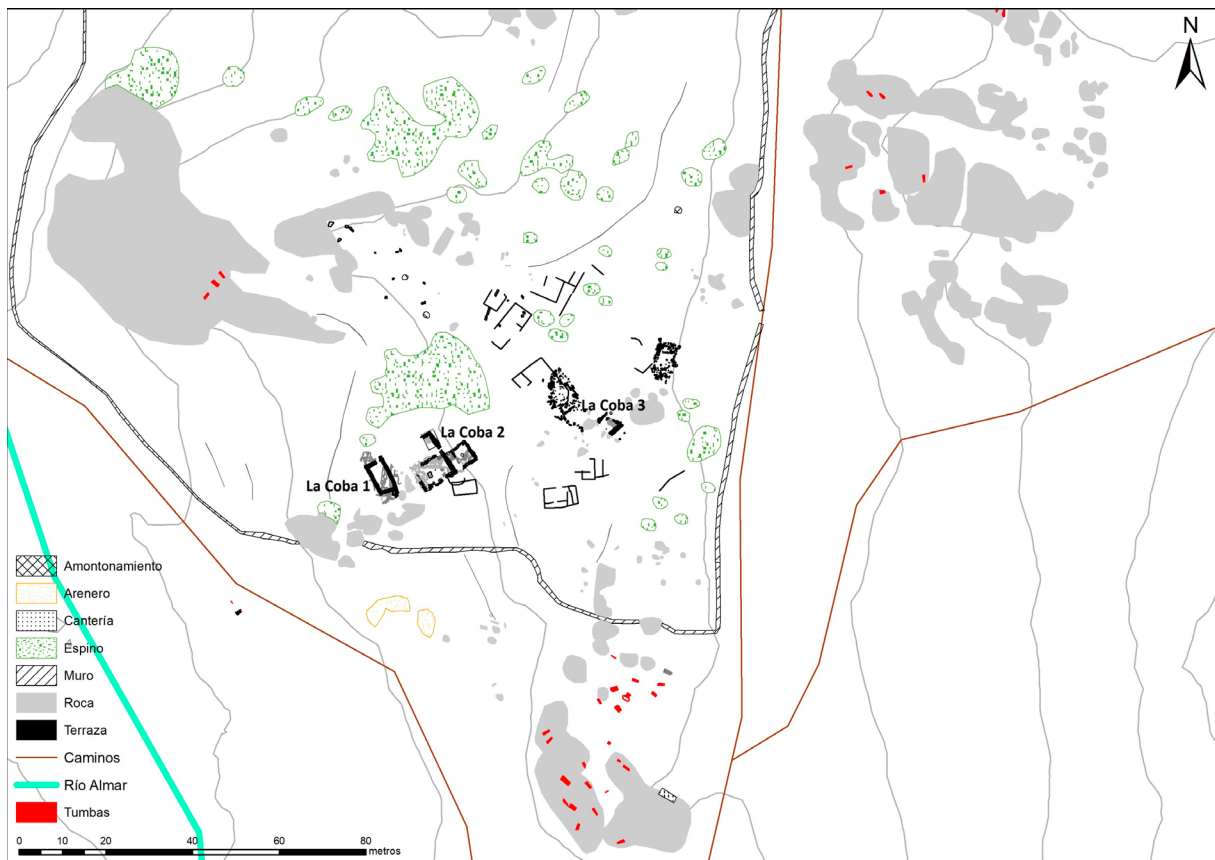 N
La Coba 3
La Coba 2
La Coba 1
Amontonamiento
Arenero
Cantería
Espino
Muro
Roca
Terraza
Caminos
Río Almar
Tumbas
0 10 20 40 60 80
metros